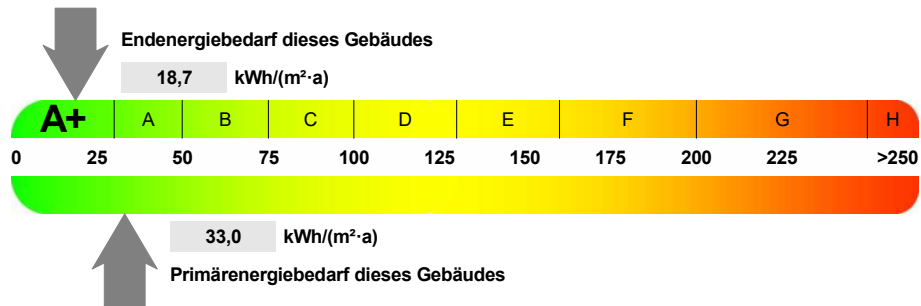 Endenergiebedarf dieses Gebäudes
18,7 kWh/(m²·a)
A+ A B C D E F G H
0 25 50 75 100 125 150 175 200 225 >250
33,0 kWh/(m²·a)
Primärenergiebedarf dieses Gebäudes